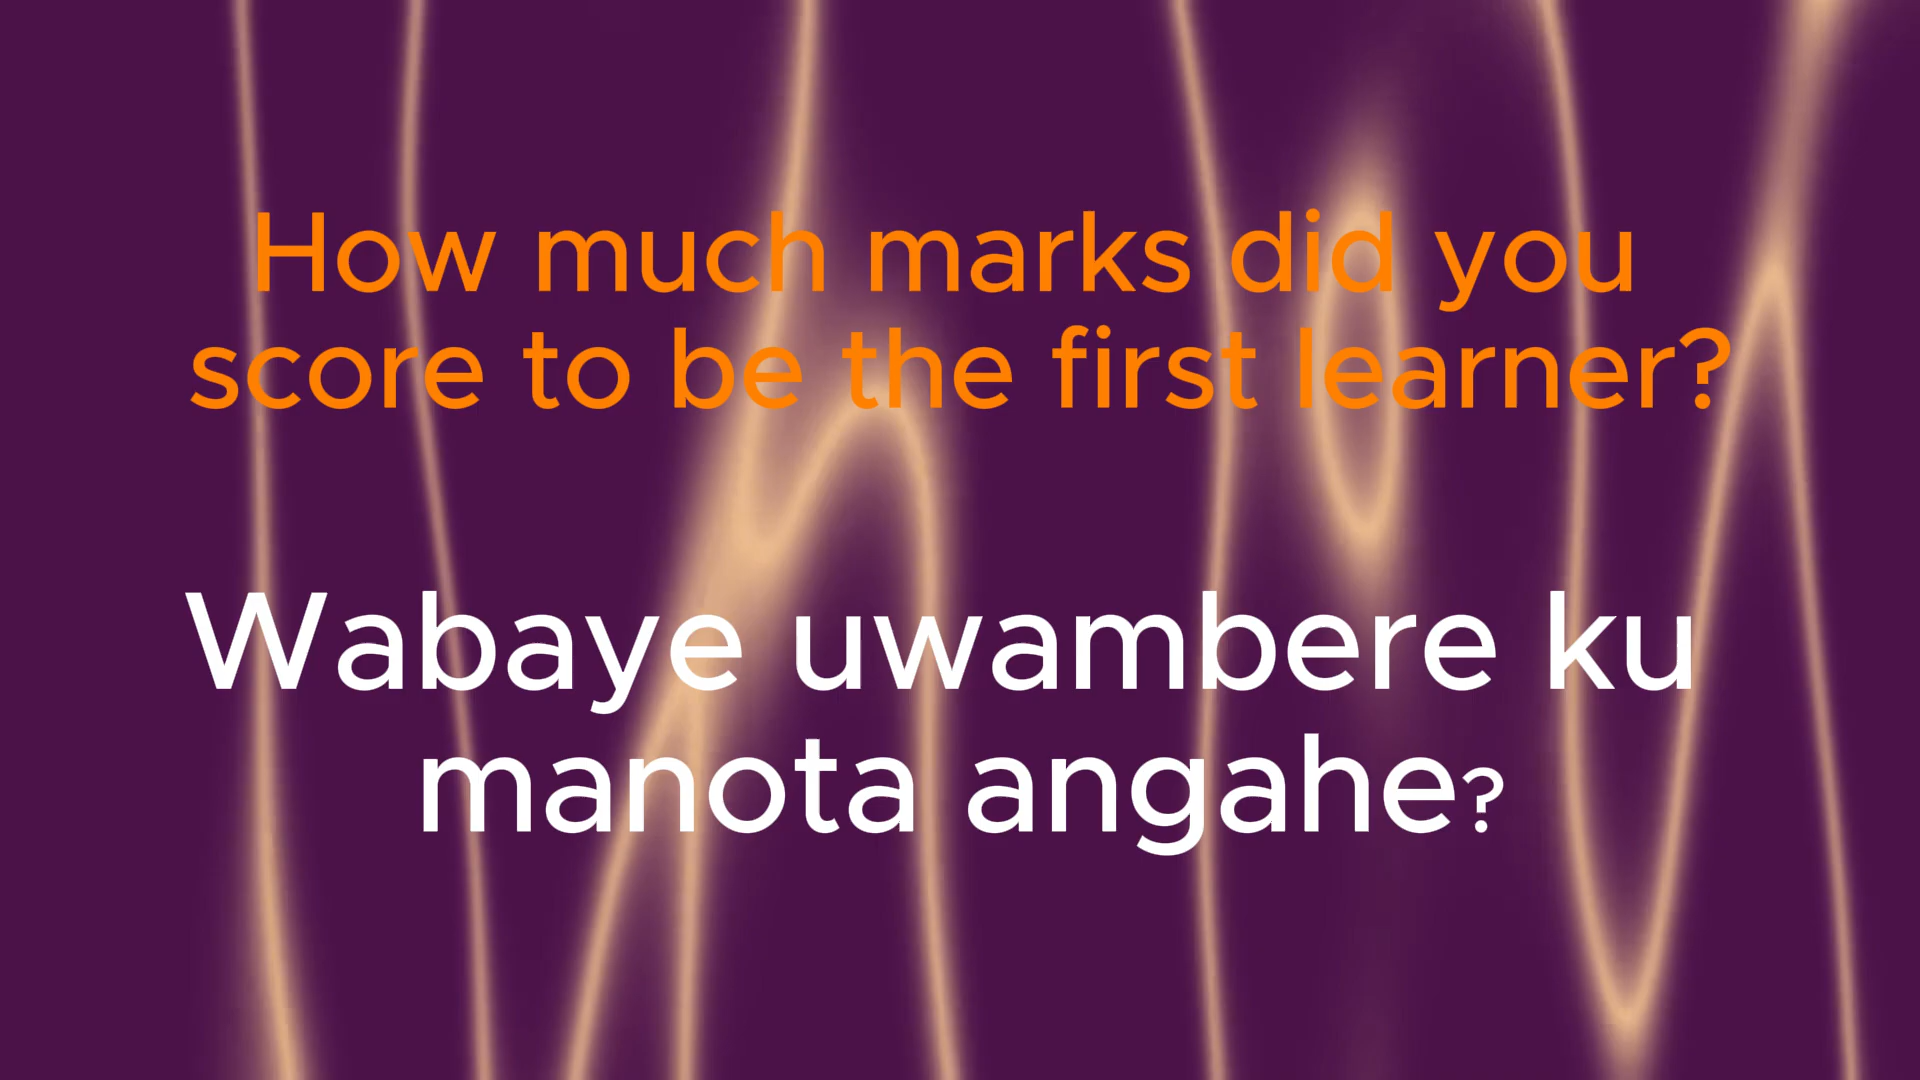 How much marks did you
score to be the first learner?
Wabaye uwambere ku
manota angahe?